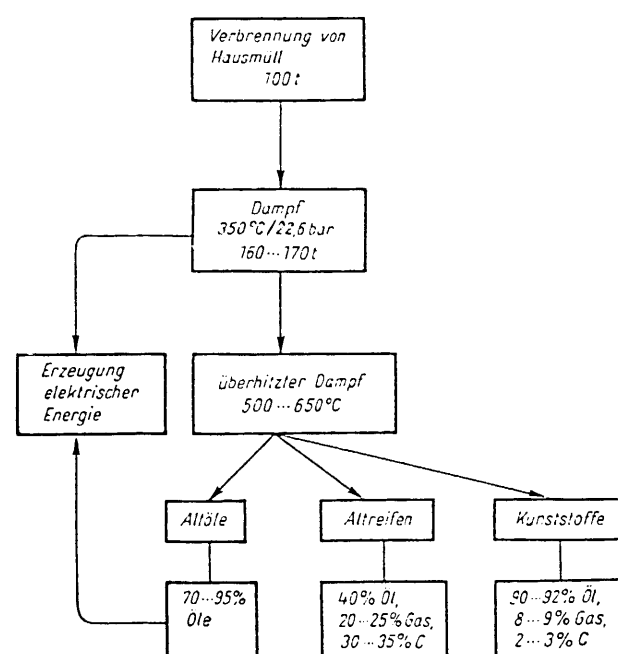 Verbrennung von
Hausmüll
100 t
Dampf
350 °C/22,6 bar
160···170 t
Erzeugung
elektrischer
Energie
überhitzter Dampf
500 ··· 650 °C
Altöle
Altreifen
Kunststoffe
70···95%
Öle
40% Öl,
20···25% Gas,
30···35% C
90···92% Öl,
8···9% Gas,
2···3% C